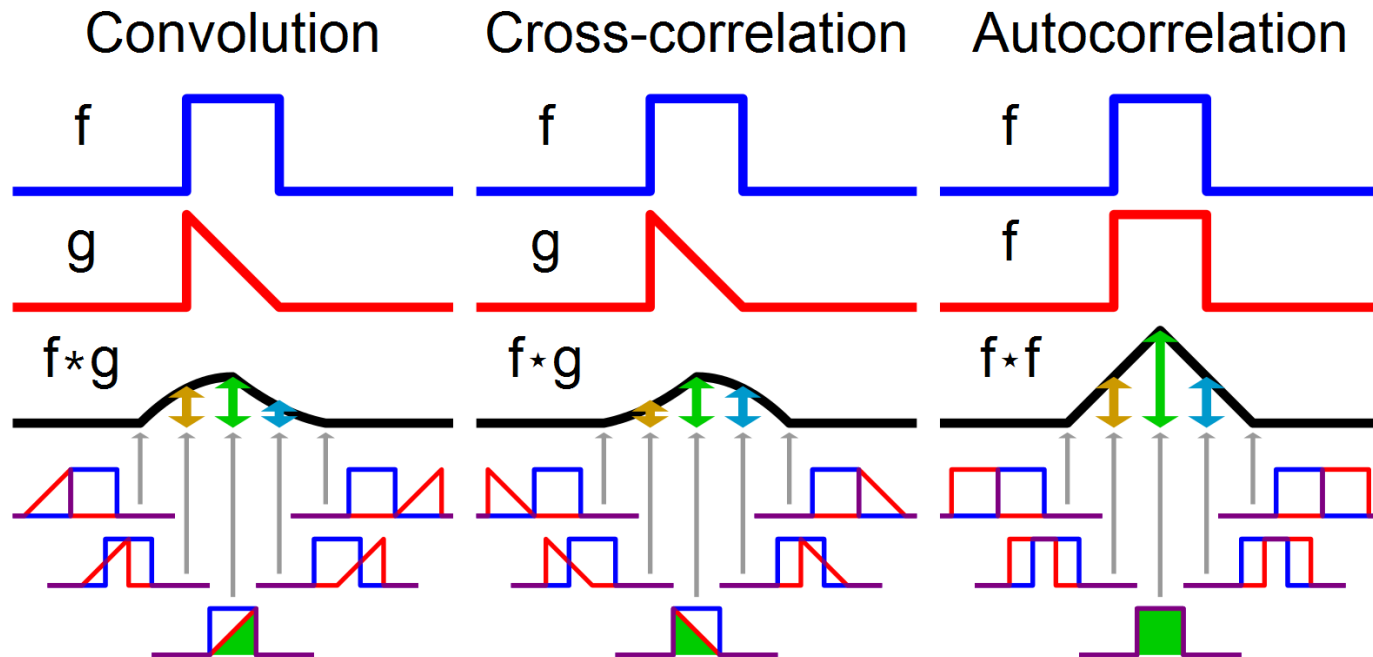 Convolution Cross-correlation Autocorrelation
f f f
g g f
f∗g f⋆g f⋆f